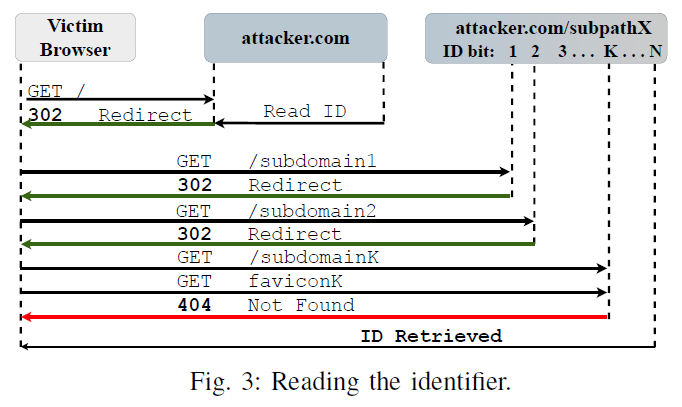 Victim
Browser
attacker.com
attacker.com/subpathX
ID bit: 1 2 3 . . . K . . . N
GET /
302 Redirect
Read ID
GET /subdomain1
302 Redirect
GET /subdomain2
302 Redirect
GET /subdomainK
GET faviconK
404 Not Found
ID Retrieved
Fig. 3: Reading the identifier.